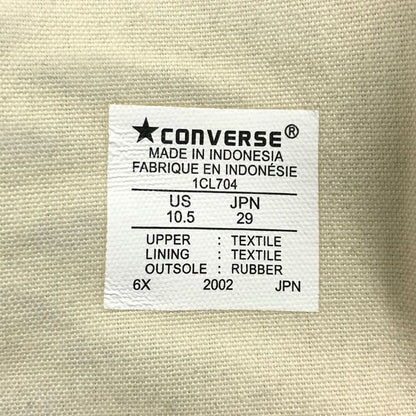 ★CONVERSE®
MADE IN INDONESIA
FABRIQUE EN INDONÉSIE
1CL704
US JPN
10.5 29
UPPER : TEXTILE
LINING : TEXTILE
OUTSOLE : RUBBER
6X 2002 JPN